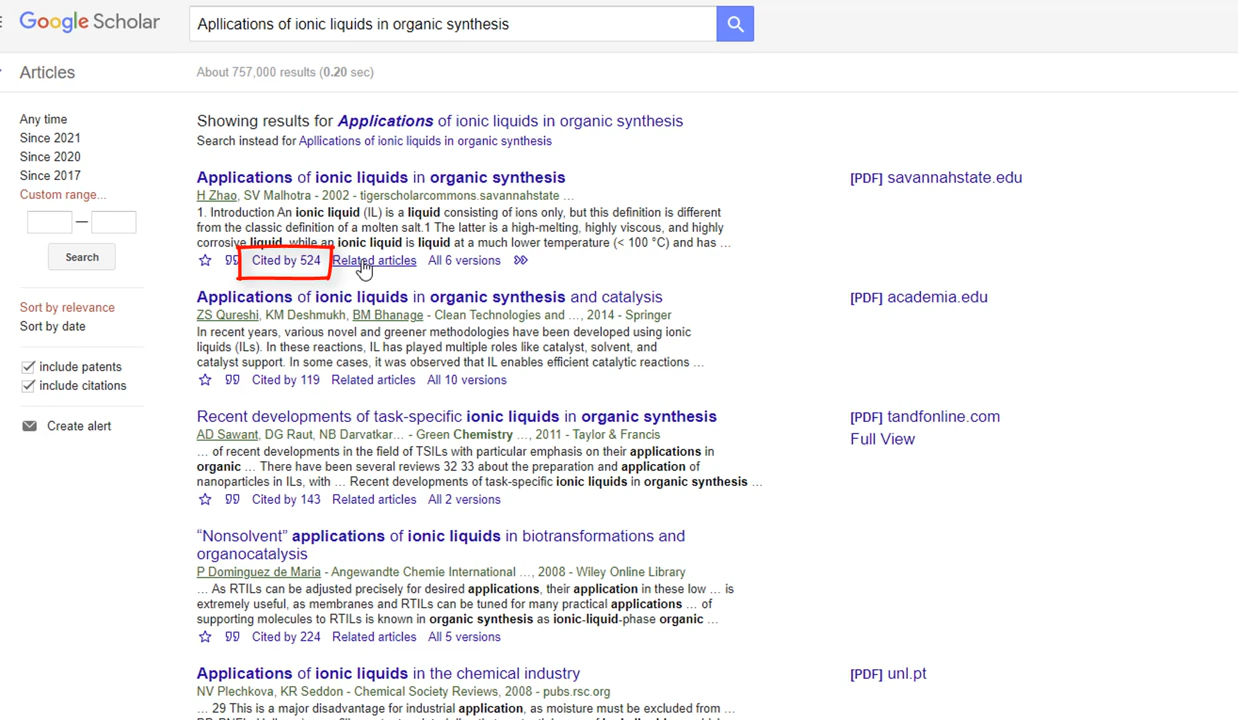 Google Scholar
Apllications of ionic liquids in organic synthesis
Articles
About 757,000 results (0.20 sec)
Any time
Since 2021
Since 2020
Since 2017
Custom range...
—
Search
Sort by relevance
Sort by date
include patents
include citations
Create alert
Showing results for Applications of ionic liquids in organic synthesis
Search instead for Apllications of ionic liquids in organic synthesis
Applications of ionic liquids in organic synthesis
[PDF] savannahstate.edu
H Zhao, SV Malhotra - 2002 - tigerscholarcommons.savannahstate …
1. Introduction An ionic liquid (IL) is a liquid consisting of ions only, but this definition is different
from the classic definition of a molten salt.1 The latter is a high-melting, highly viscous, and highly
corrosive liquid, while an ionic liquid is liquid at a much lower temperature (< 100 °C) and has …
Cited by 524 Related articles All 6 versions
Applications of ionic liquids in organic synthesis and catalysis
[PDF] academia.edu
ZS Qureshi, KM Deshmukh, BM Bhanage - Clean Technologies and …, 2014 - Springer
In recent years, various novel and greener methodologies have been developed using ionic
liquids (ILs). In these reactions, IL has played multiple roles like catalyst, solvent, and
catalyst support. In some cases, it was observed that IL enables efficient catalytic reactions …
Cited by 119 Related articles All 10 versions
Recent developments of task-specific ionic liquids in organic synthesis
[PDF] tandfonline.com
Full View
AD Sawant, DG Raut, NB Darvatkar… - Green Chemistry …, 2011 - Taylor & Francis
… of recent developments in the field of TSILs with particular emphasis on their applications in
organic … There have been several reviews 32 33 about the preparation and application of
nanoparticles in ILs, with … Recent developments of task-specific ionic liquids in organic synthesis …
Cited by 143 Related articles All 2 versions
“Nonsolvent” applications of ionic liquids in biotransformations and
organocatalysis
P Domínguez de María - Angewandte Chemie International …, 2008 - Wiley Online Library
… As RTILs can be adjusted precisely for desired applications, their application in these low … is
extremely useful, as membranes and RTILs can be tuned for many practical applications … of
supporting molecules to RTILs is known in organic synthesis as ionic-liquid-phase organic …
Cited by 224 Related articles All 5 versions
Applications of ionic liquids in the chemical industry
[PDF] unl.pt
NV Plechkova, KR Seddon - Chemical Society Reviews, 2008 - pubs.rsc.org
… 29 This is a major disadvantage for industrial application, as moisture must be excluded from …